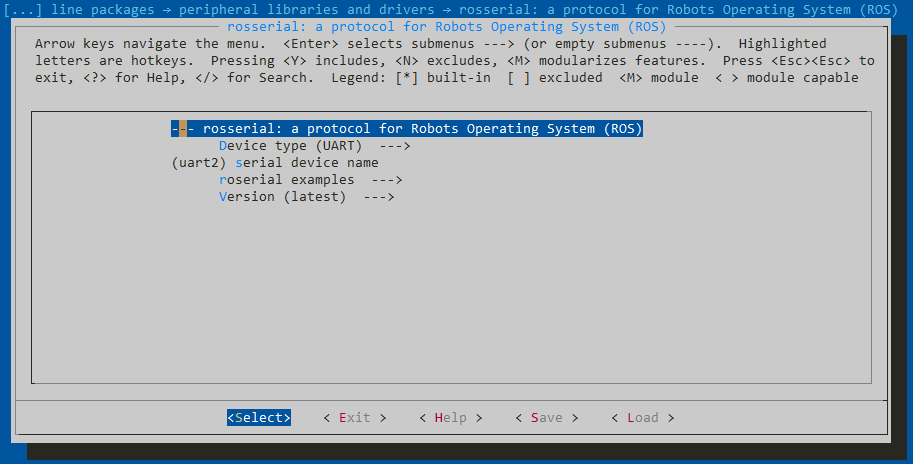 [...] line packages → peripheral libraries and drivers → rosserial: a protocol for Robots Operating System (ROS)
rosserial: a protocol for Robots Operating System (ROS)
Arrow keys navigate the menu.  <Enter> selects submenus ---> (or empty submenus ----).  Highlighted
letters are hotkeys.  Pressing <Y> includes, <N> excludes, <M> modularizes features.  Press <Esc><Esc> to
exit, <?> for Help, </> for Search.  Legend: [*] built-in  [ ] excluded  <M> module  < > module capable
--- rosserial: a protocol for Robots Operating System (ROS)
Device type (UART)  --->
(uart2) serial device name
roserial examples  --->
Version (latest)  --->
<Select>    < Exit >    < Help >    < Save >    < Load >